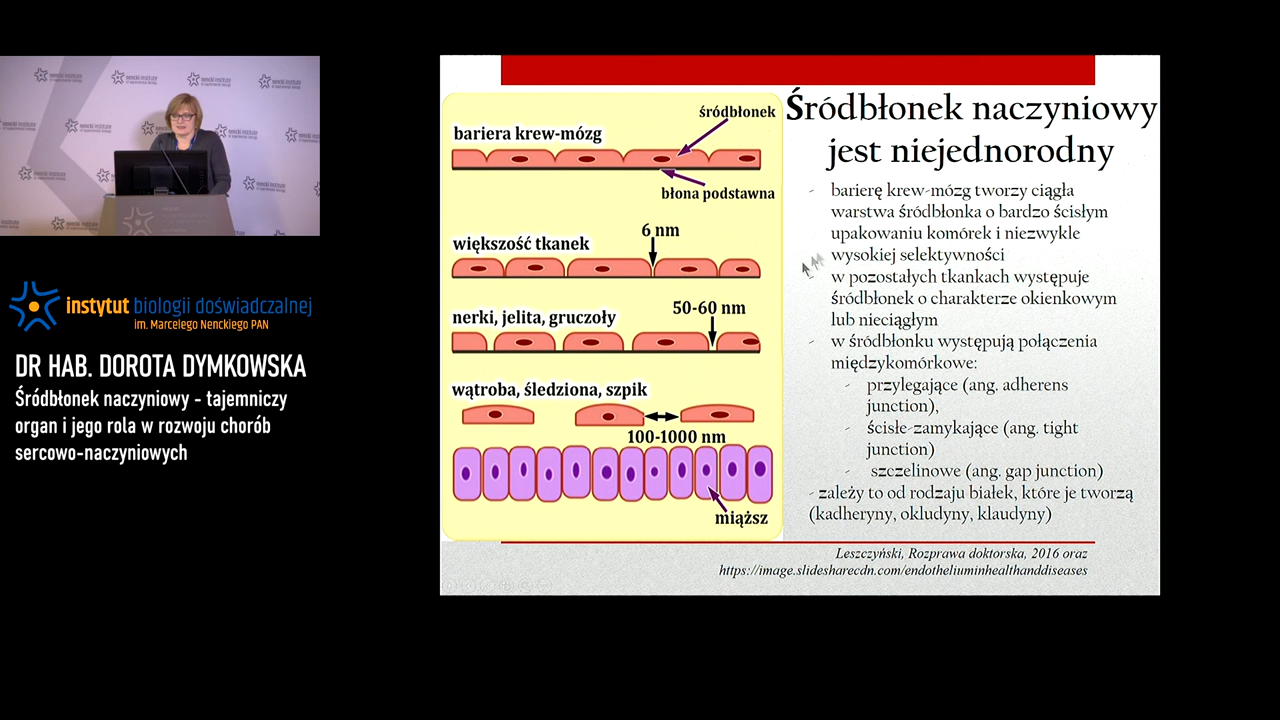 nencki institute
instytut biologii doświadczalnej
im. Marcelego Nenckiego PAN
DR HAB. DOROTA DYMKOWSKA
Śródbłonek naczyniowy - tajemniczy
organ i jego rola w rozwoju chorób
sercowo-naczyniowych
śródbłonek
bariera krew-mózg
błona podstawna
6 nm
większość tkanek
50-60 nm
nerki, jelita, gruczoły
wątroba, śledziona, szpik
100-1000 nm
miąższ
Śródbłonek naczyniowy
jest niejednorodny
- barierę krew-mózg tworzy ciągła
warstwa śródbłonka o bardzo ścisłym
upakowaniu komórek i niezwykle
wysokiej selektywności
- w pozostałych tkankach występuje
śródbłonek o charakterze okienkowym
lub nieciągłym
- w śródbłonku występują połączenia
międzykomórkowe:
- przylegające (ang. adherens
junction),
- ścisłe-zamykające (ang. tight
junction)
- szczelinowe (ang. gap junction)
- zależy to od rodzaju białek, które je tworzą
(kadheryny, okludyny, klaudyny)
Leszczyński, Rozprawa doktorska, 2016 oraz
https://image.slidesharecdn.com/endotheliuminhealthanddiseases